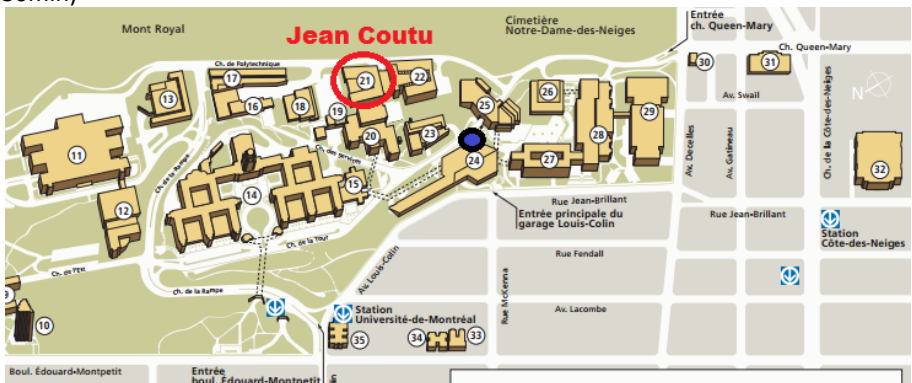 Mont Royal
Jean Coutu
Cimetière
Notre-Dame-des-Neiges
Entrée
ch. Queen-Mary
Ch. Queen-Mary
Ch. de Polytechnique
17
21
22
30
31
13
16
18
19
25
26
Av. Swail
N
29
20
23
28
11
Ch. des services
24
27
Av. Decelles
Av. Gatineau
Ch. de la Côte-des-Neiges
32
Ch. de la Rampe
14
15
Rue Jean-Brillant
12
Entrée principale du
garage Louis-Colin
Rue Jean-Brillant
Station
Côte-des-Neiges
Ch. de la Tour
Rue Fendall
Av. Louis-Colin
Ch. de l'Ett
Ch. de la Rampe
Rue McKenna
Av. Lacombe
9
10
Station
Université-de-Montréal
35
34
33
Boul. Édouard-Montpetit
Entrée
boul. Édouard-Montpetit